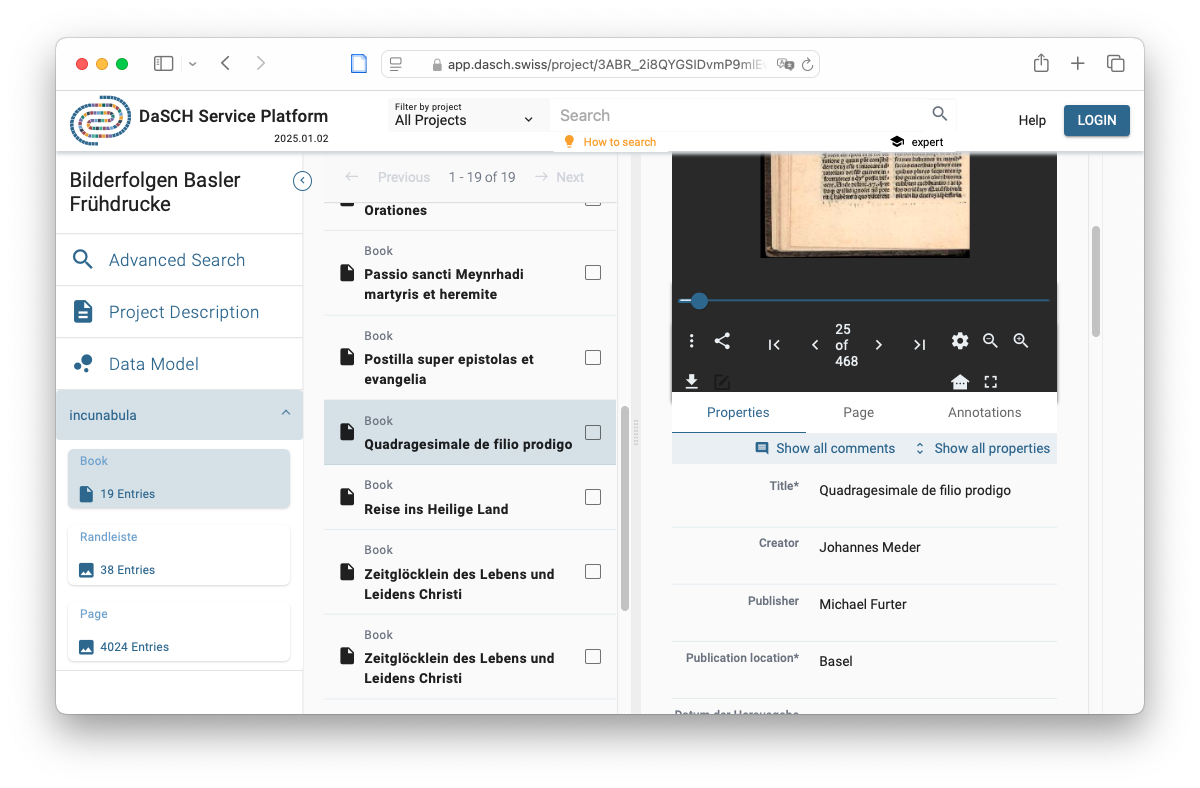 app.dasch.swiss/project/3ABR_2i8QYGSlDvmP9mlE
DaSCH Service Platform
2025.01.02
Filter by project
All Projects
Search
How to search
expert
Help
LOGIN
Bilderfolgen Basler
Frühdrucke
Advanced Search
Project Description
Data Model
incunabula
Book
19 Entries
Randleiste
38 Entries
Page
4024 Entries
Previous
1 - 19 of 19
Next
Orationes
Book
Passio sancti Meynrhadi
martyris et heremite
Book
Postilla super epistolas et
evangelia
Book
Quadragesimale de filio prodigo
Book
Reise ins Heilige Land
Book
Zeitglöcklein des Lebens und
Leidens Christi
Book
Zeitglöcklein des Lebens und
Leidens Christi
25
of
468
Properties
Page
Annotations
Show all comments
Show all properties
Title*
Quadragesimale de filio prodigo
Creator
Johannes Meder
Publisher
Michael Furter
Publication location*
Basel
Datum der Herausgabe